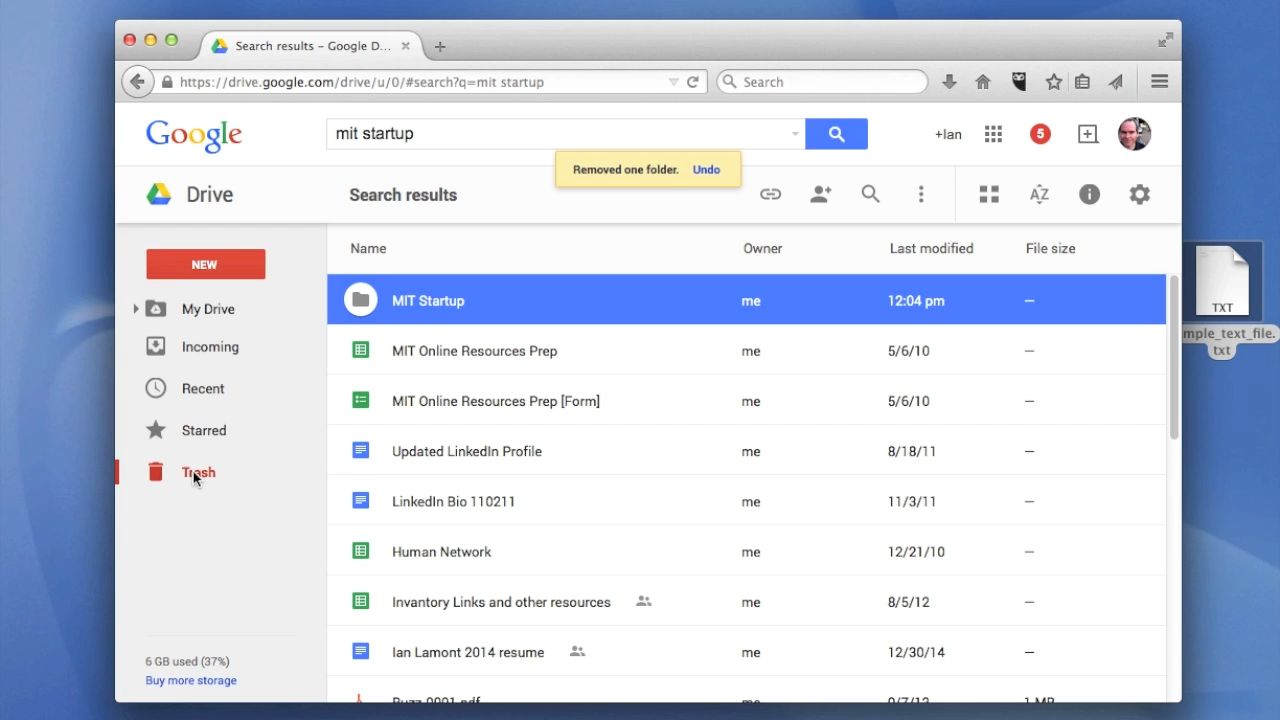 Search results – Google D...
https://drive.google.com/drive/u/0/#search?q=mit startup
Search
Google
mit startup
+Ian
5
Removed one folder. Undo
Drive
Search results
NEW
My Drive
Incoming
Recent
Starred
Trash
6 GB used (37%)
Buy more storage
Name Owner Last modified File size
MIT Startup me 12:04 pm —
MIT Online Resources Prep me 5/6/10 —
MIT Online Resources Prep [Form] me 5/6/10 —
Updated LinkedIn Profile me 8/18/11 —
LinkedIn Bio 110211 me 11/3/11 —
Human Network me 12/21/10 —
Invantory Links and other resources me 8/5/12 —
Ian Lamont 2014 resume me 12/30/14 —
TXT
mple_text_file.
txt